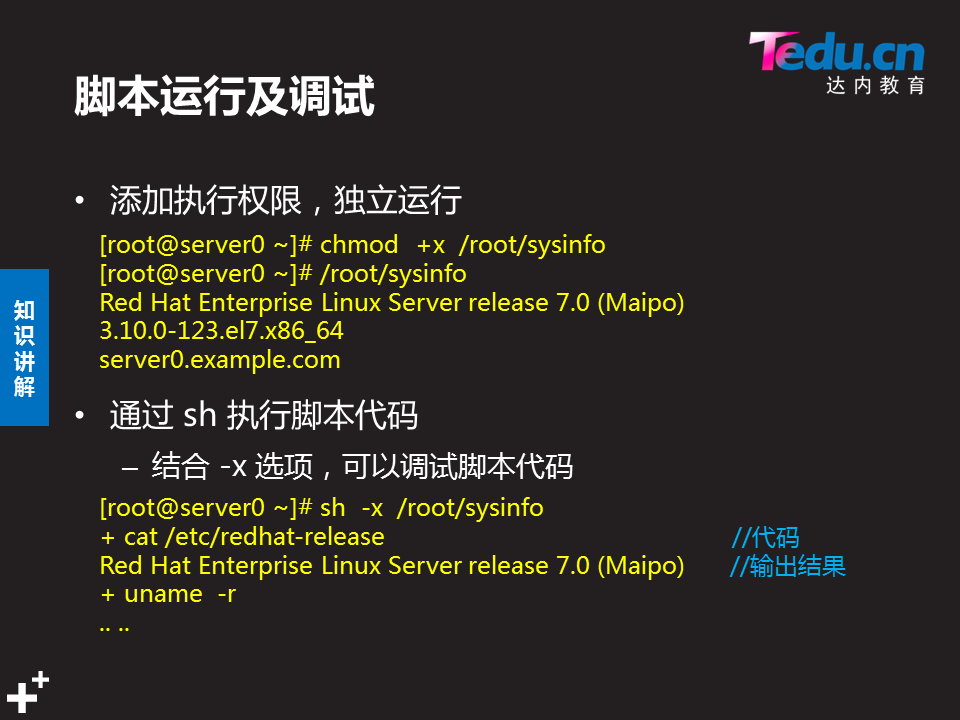 Tedu.cn
达内教育
脚本运行及调试
• 添加执行权限，独立运行
[root@server0 ~]# chmod  +x  /root/sysinfo
[root@server0 ~]# /root/sysinfo
Red Hat Enterprise Linux Server release 7.0 (Maipo)
3.10.0-123.el7.x86_64
server0.example.com
知识讲解
• 通过 sh 执行脚本代码
– 结合 -x 选项，可以调试脚本代码
[root@server0 ~]# sh  -x  /root/sysinfo
+ cat /etc/redhat-release //代码
Red Hat Enterprise Linux Server release 7.0 (Maipo) //输出结果
+ uname  -r
.. ..